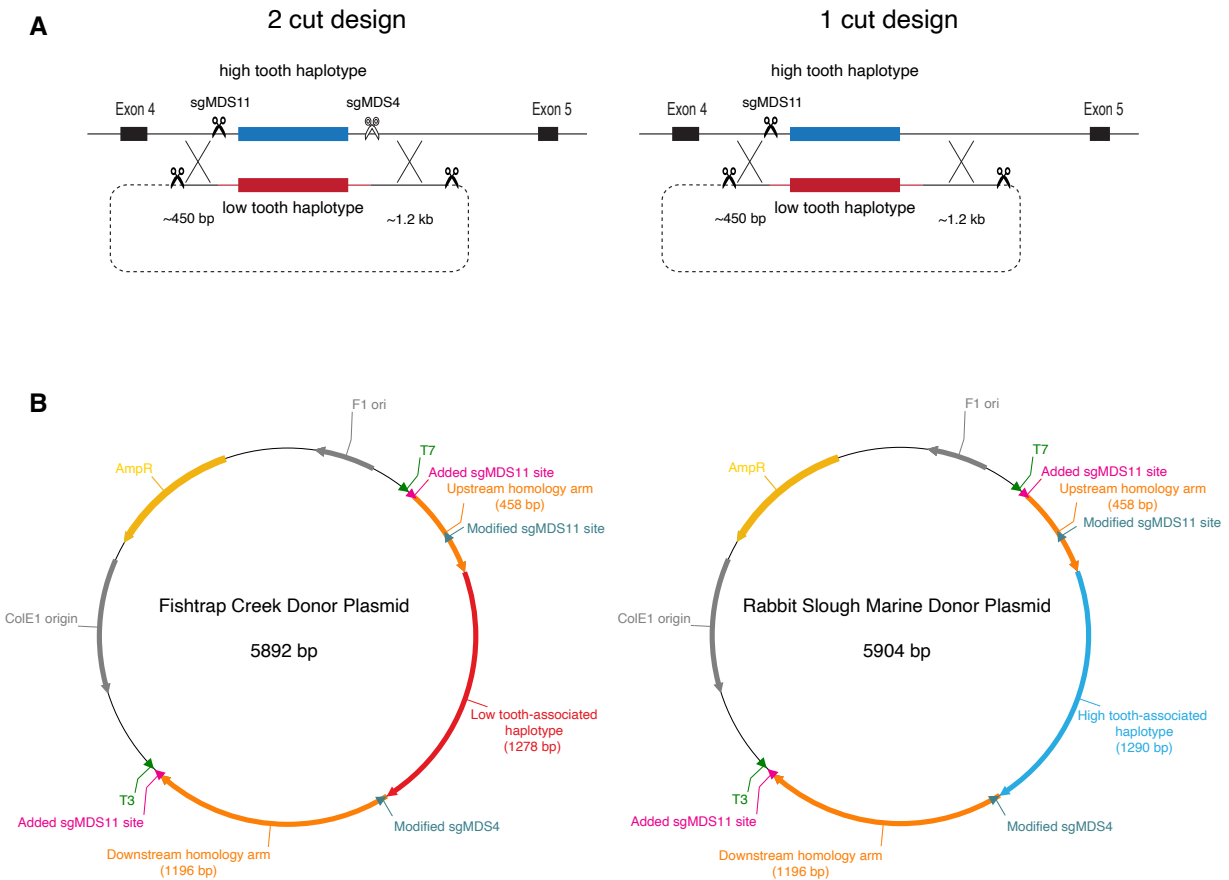 A
2 cut design
high tooth haplotype
sgMDS11
sgMDS4
Exon 4
Exon 5
low tooth haplotype
~450 bp
~1.2 kb
1 cut design
high tooth haplotype
sgMDS11
Exon 4
Exon 5
low tooth haplotype
~450 bp
~1.2 kb
B
F1 ori
T7
Added sgMDS11 site
Upstream homology arm
(458 bp)
Modified sgMDS11 site
AmpR
ColE1 origin
Fishtrap Creek Donor Plasmid
5892 bp
Low tooth-associated
haplotype
(1278 bp)
T3
Added sgMDS11 site
Modified sgMDS4
Downstream homology arm
(1196 bp)
F1 ori
T7
Added sgMDS11 site
Upstream homology arm
(458 bp)
Modified sgMDS11 site
AmpR
ColE1 origin
Rabbit Slough Marine Donor Plasmid
5904 bp
High tooth-associated
haplotype
(1290 bp)
T3
Added sgMDS11 site
Modified sgMDS4
Downstream homology arm
(1196 bp)